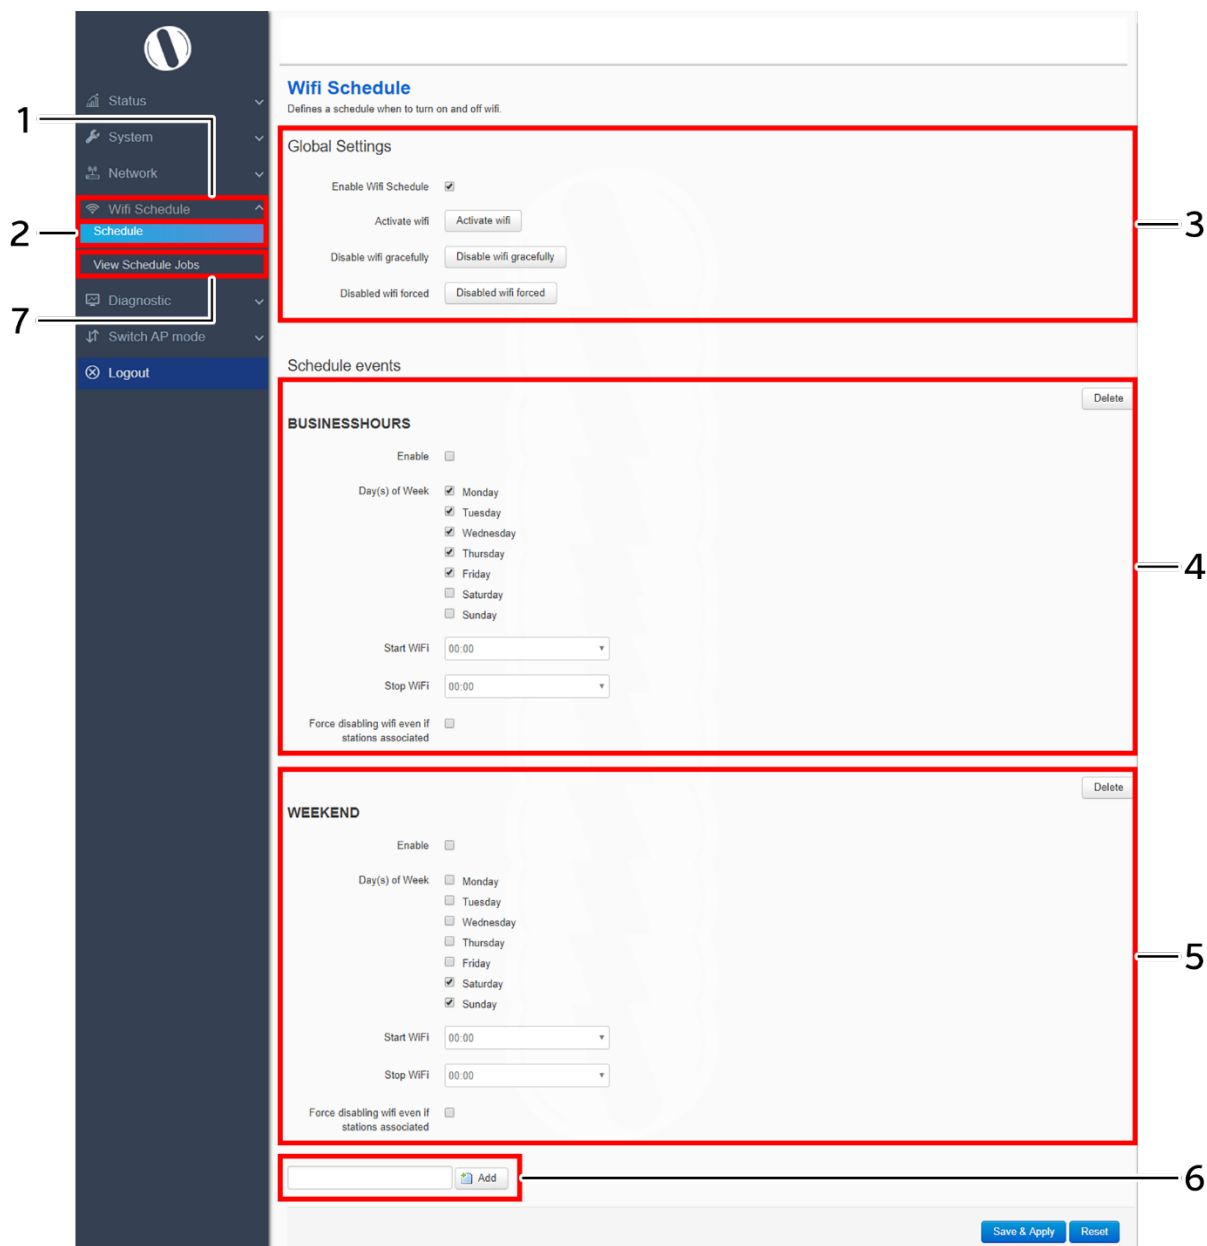 Status
System
Network
Wifi Schedule
Schedule
View Schedule Jobs
Diagnostic
Switch AP mode
Logout
1
2
7
Wifi Schedule
Defines a schedule when to turn on and off wifi.
Global Settings
Enable Wifi Schedule
Activate wifi Activate wifi
Disable wifi gracefully Disable wifi gracefully
Disabled wifi forced Disabled wifi forced
3
Schedule events
Delete
BUSINESSHOURS
Enable
Day(s) of Week Monday
Tuesday
Wednesday
Thursday
Friday
Saturday
Sunday
Start WiFi 00:00
Stop WiFi 00:00
Force disabling wifi even if
stations associated
4
Delete
WEEKEND
Enable
Day(s) of Week Monday
Tuesday
Wednesday
Thursday
Friday
Saturday
Sunday
Start WiFi 00:00
Stop WiFi 00:00
Force disabling wifi even if
stations associated
5
Add
6
Save & Apply Reset